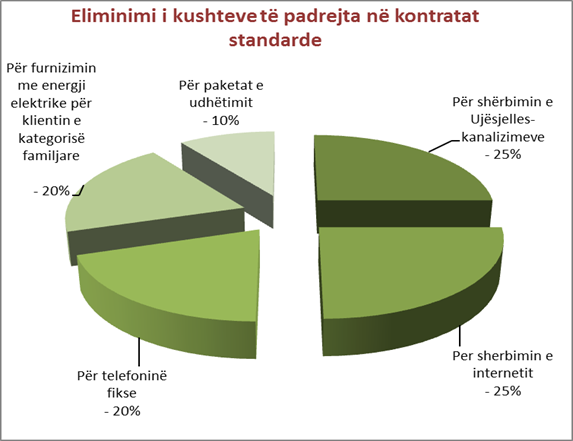 Eliminimi i kushteve të padrejta në kontratat
standarde
Për furnizimin
me energji
elektrike për
klientin e
kategorisë
familjare
- 20%
Për paketat e
udhëtimit
- 10%
Për shërbimin e
Ujësjelles-
kanalizimeve
- 25%
Per sherbimin e
internetit
- 25%
Për telefoninë
fikse
- 20%